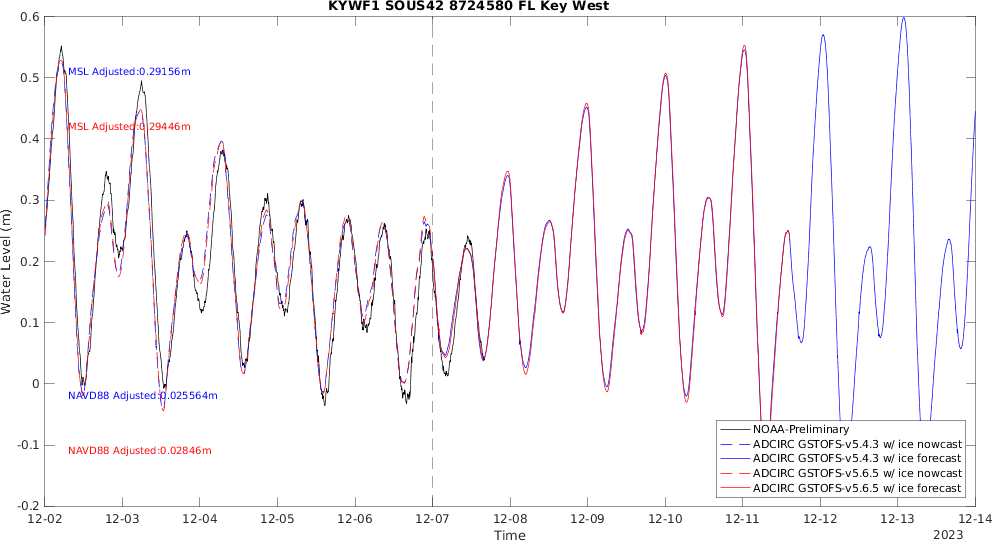 KYWF1 SOUS42 8724580 FL Key West
0.6
0.5
0.4
0.3
0.2
0.1
0
-0.1
-0.2
Water Level (m)
MSL Adjusted:0.29156m
MSL Adjusted:0.29446m
NAVD88 Adjusted:0.025564m
NAVD88 Adjusted:0.02846m
NOAA-Preliminary
ADCIRC GSTOFS-v5.4.3 w/ ice nowcast
ADCIRC GSTOFS-v5.4.3 w/ ice forecast
ADCIRC GSTOFS-v5.6.5 w/ ice nowcast
ADCIRC GSTOFS-v5.6.5 w/ ice forecast
12-02 12-03 12-04 12-05 12-06 12-07 12-08 12-09 12-10 12-11 12-12 12-13 12-14
Time
2023